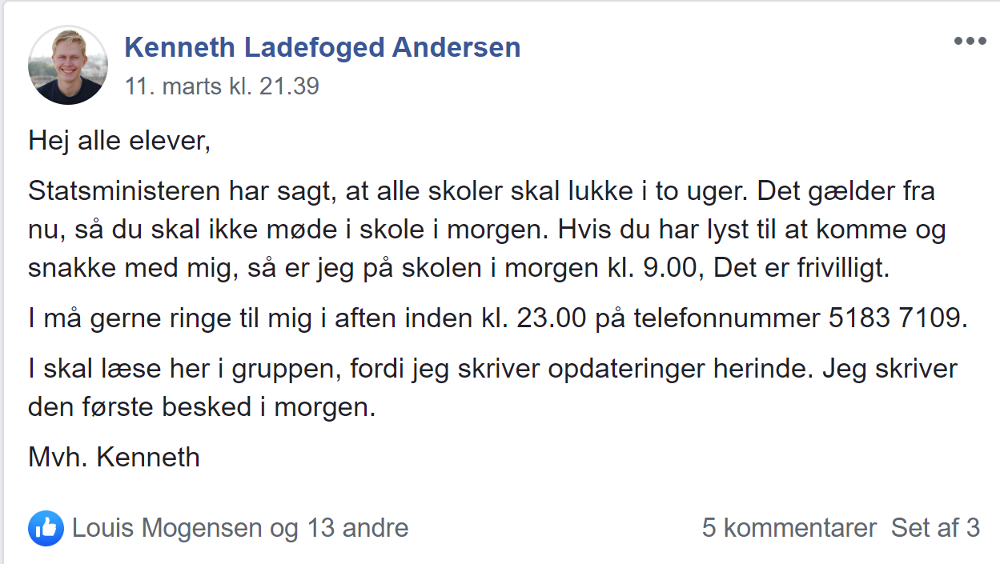 Kenneth Ladefoged Andersen
11. marts kl. 21.39
Hej alle elever,
Statsministeren har sagt, at alle skoler skal lukke i to uger. Det gælder fra
nu, så du skal ikke møde i skole i morgen. Hvis du har lyst til at komme og
snakke med mig, så er jeg på skolen i morgen kl. 9.00, Det er frivilligt.
I må gerne ringe til mig i aften inden kl. 23.00 på telefonnummer 5183 7109.
I skal læse her i gruppen, fordi jeg skriver opdateringer herinde. Jeg skriver
den første besked i morgen.
Mvh. Kenneth
Louis Mogensen og 13 andre 5 kommentarer Set af 3